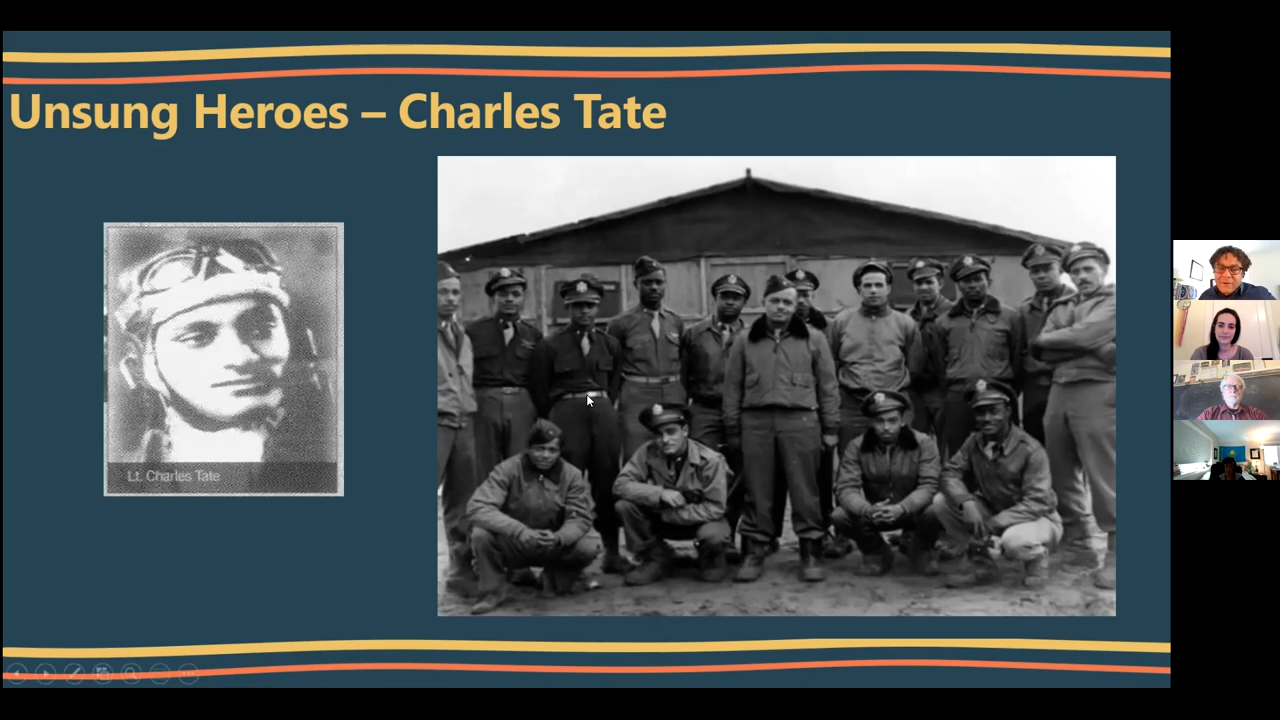 Unsung Heroes – Charles Tate
Lt. Charles Tate